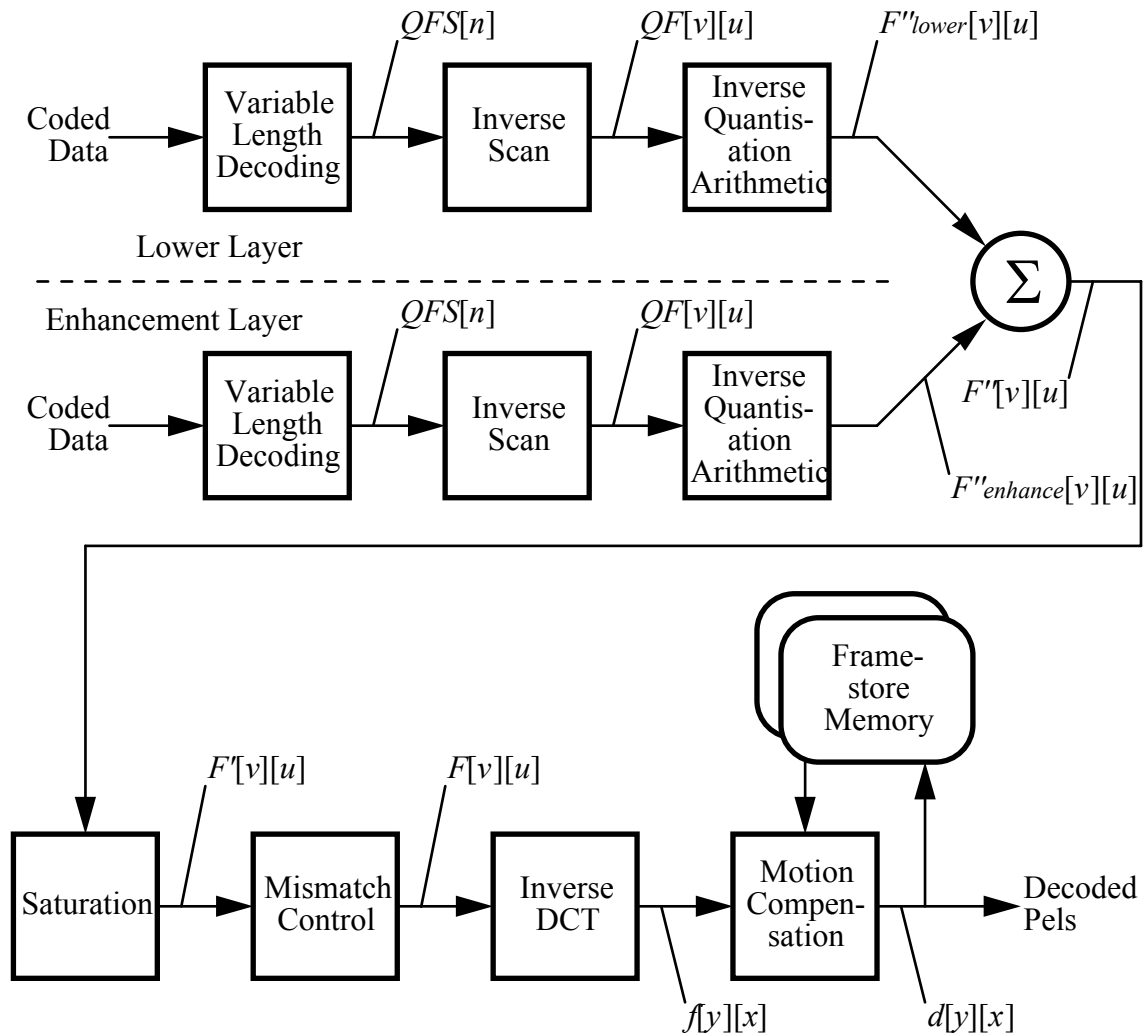 QFS[n]
QF[v][u]
F''lower[v][u]
Coded
Data
Variable
Length
Decoding
Inverse
Scan
Inverse
Quantis-
ation
Arithmetic
Lower Layer
Σ
Enhancement Layer
QFS[n]
QF[v][u]
Coded
Data
Variable
Length
Decoding
Inverse
Scan
Inverse
Quantis-
ation
Arithmetic
F''[v][u]
F''enhance[v][u]
Frame-
store
Memory
F'[v][u]
F[v][u]
Saturation
Mismatch
Control
Inverse
DCT
Motion
Compen-
sation
Decoded
Pels
f[y][x]
d[y][x]